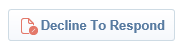 Decline To Respond